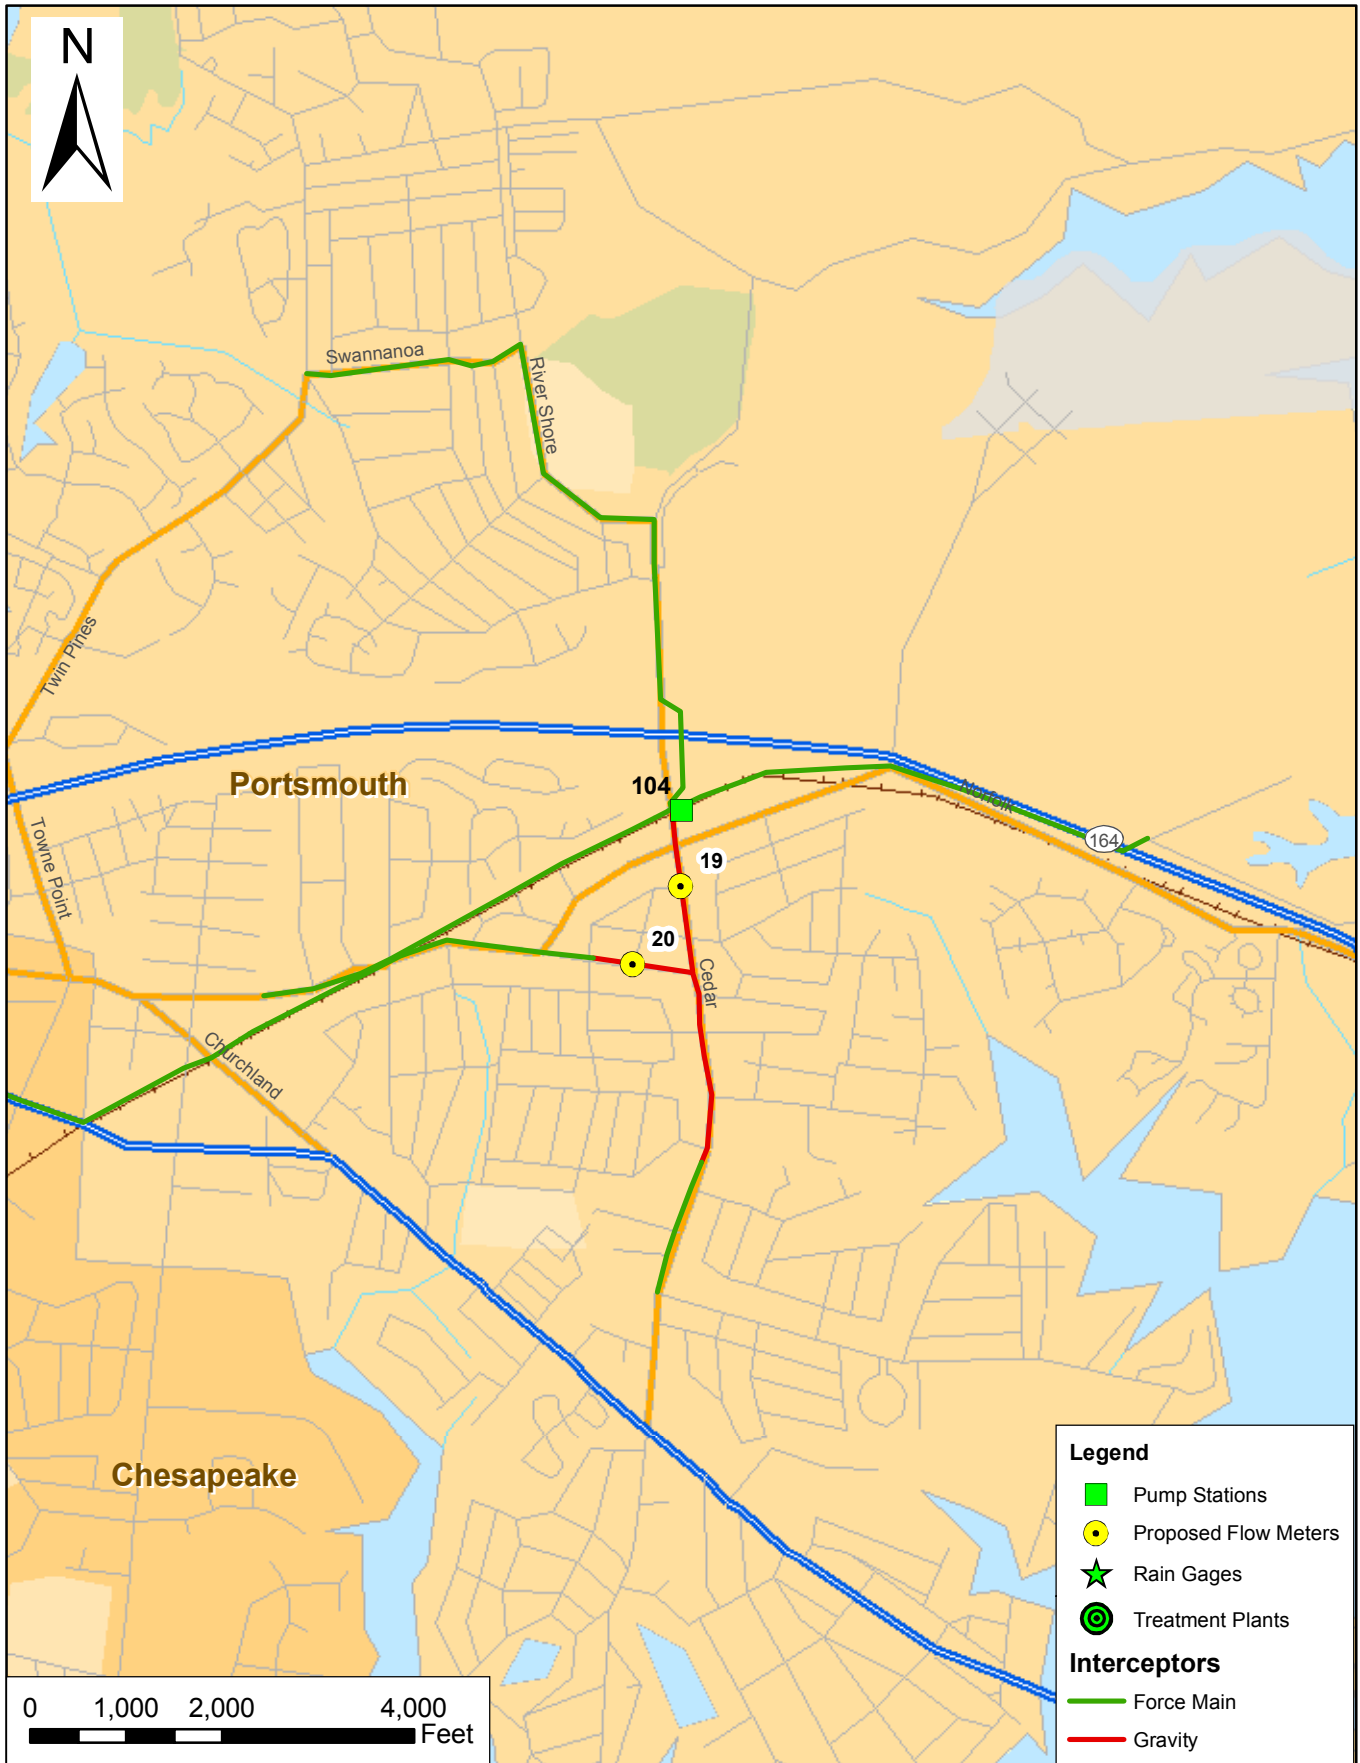 N
Swannanoa
River Shore
Twin Pines
Portsmouth
104
Norfolk
164
19
Towne Point
20
Cedar
Churchland
Chesapeake
Legend
Pump Stations
Proposed Flow Meters
Rain Gages
Treatment Plants
Interceptors
Force Main
Gravity
0 1,000 2,000 4,000
Feet